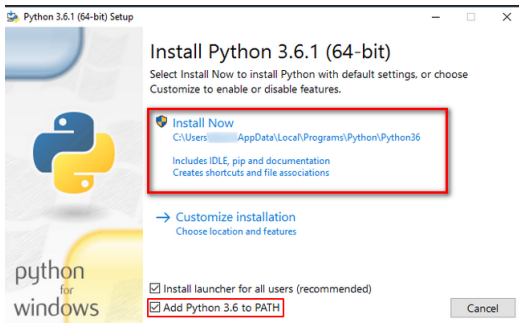 Python 3.6.1 (64-bit) Setup
Install Python 3.6.1 (64-bit)
Select Install Now to install Python with default settings, or choose
Customize to enable or disable features.
Install Now
C:\Users AppData\Local\Programs\Python\Python36
Includes IDLE, pip and documentation
Creates shortcuts and file associations
Customize installation
Choose location and features
python
for
windows
Install launcher for all users (recommended)
Add Python 3.6 to PATH
Cancel